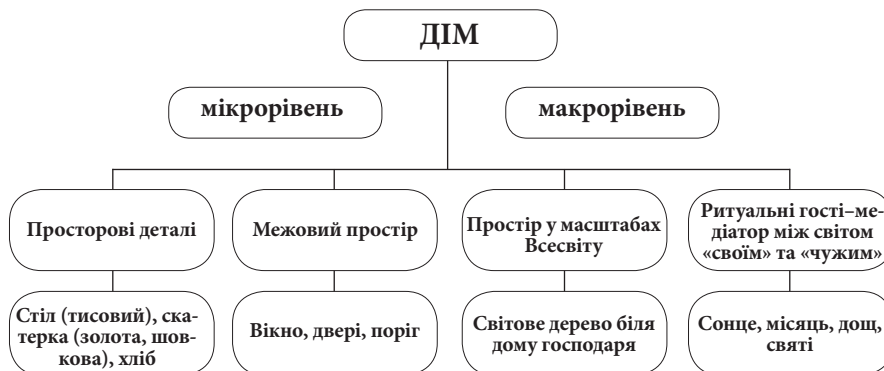 ДІМ
мікрорівень
макрорівень
Просторові деталі
Межовий простір
Простір у масштабах
Всесвіту
Ритуальні гості–ме-
діатор між світом
«своїм» та «чужим»
Стіл (тисовий), ска-
терка (золота, шов-
кова), хліб
Вікно, двері, поріг
Світове дерево біля
дому господаря
Сонце, місяць, дощ,
святі